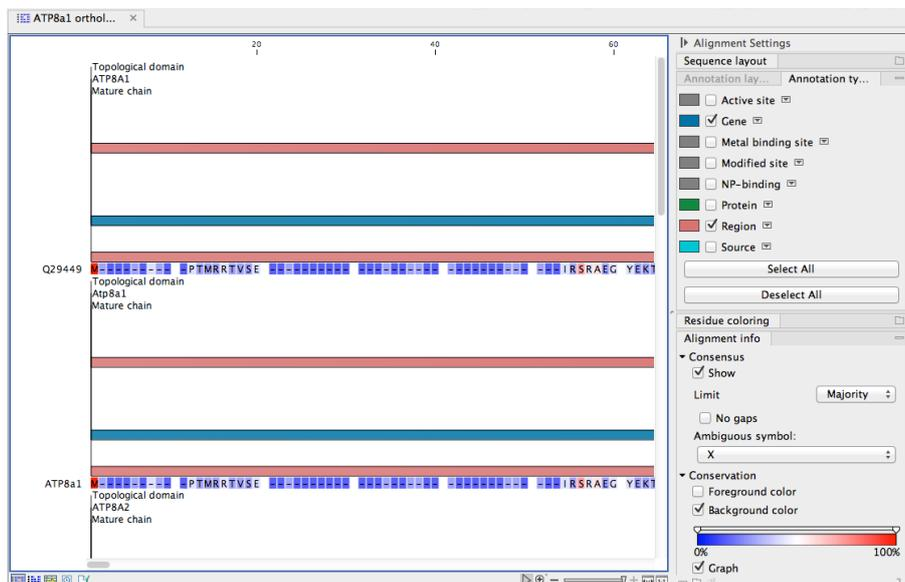 ATP8a1 orthol...
20 40 60
Topological domain
ATP8A1
Mature chain
Q29449 M--------- -PTMRRTVSE ---------- ---------- ---------- ---IRSRAEG YEKT
Topological domain
Atp8a1
Mature chain
ATP8a1 M--------- -PTMRRTVSE ---------- ---------- ---------- ---IRSRAEG YEKT
Topological domain
ATP8A2
Mature chain
Alignment Settings
Sequence layout
Annotation lay... Annotation ty...
Active site
Gene
Metal binding site
Modified site
NP-binding
Protein
Region
Source
Select All
Deselect All
Residue coloring
Alignment info
Consensus
Show
Limit Majority
No gaps
Ambiguous symbol:
X
Conservation
Foreground color
Background color
0% 100%
Graph